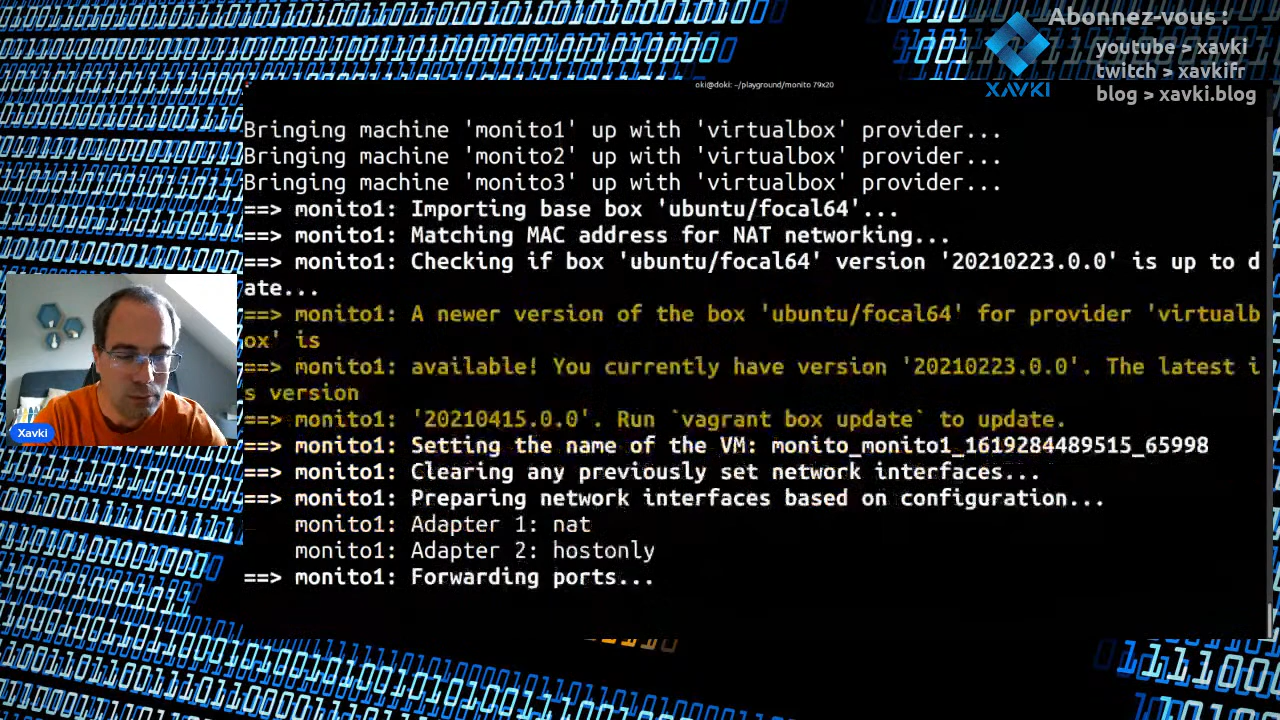 Abonnez-vous :
youtube > xavki
twitch > xavkifr
blog > xavki.blog
XAVKI
oki@doki: ~/playground/monito 79x20
Bringing machine 'monito1' up with 'virtualbox' provider...
Bringing machine 'monito2' up with 'virtualbox' provider...
Bringing machine 'monito3' up with 'virtualbox' provider...
==> monito1: Importing base box 'ubuntu/focal64'...
==> monito1: Matching MAC address for NAT networking...
==> monito1: Checking if box 'ubuntu/focal64' version '20210223.0.0' is up to d
ate...
==> monito1: A newer version of the box 'ubuntu/focal64' for provider 'virtualb
ox' is
==> monito1: available! You currently have version '20210223.0.0'. The latest i
s version
==> monito1: '20210415.0.0'. Run `vagrant box update` to update.
==> monito1: Setting the name of the VM: monito_monito1_1619284489515_65998
==> monito1: Clearing any previously set network interfaces...
==> monito1: Preparing network interfaces based on configuration...
monito1: Adapter 1: nat
monito1: Adapter 2: hostonly
==> monito1: Forwarding ports...
Xavki